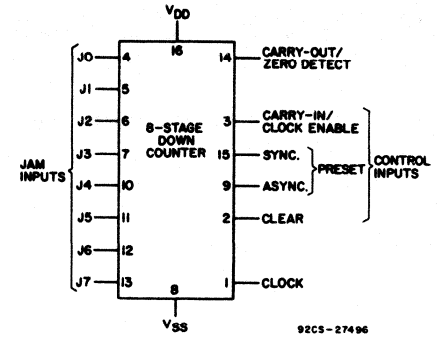 VDD
16
J0 4
14 CARRY-OUT/
ZERO DETECT
J1 5
J2 6
3 CARRY-IN/
CLOCK ENABLE
8-STAGE
DOWN
COUNTER
J3 7
15 SYNC.
PRESET
CONTROL
INPUTS
JAM
INPUTS
J4 10
9 ASYNC.
J5 11
2 CLEAR
J6 12
J7 13
8
1 CLOCK
VSS
92CS-27496